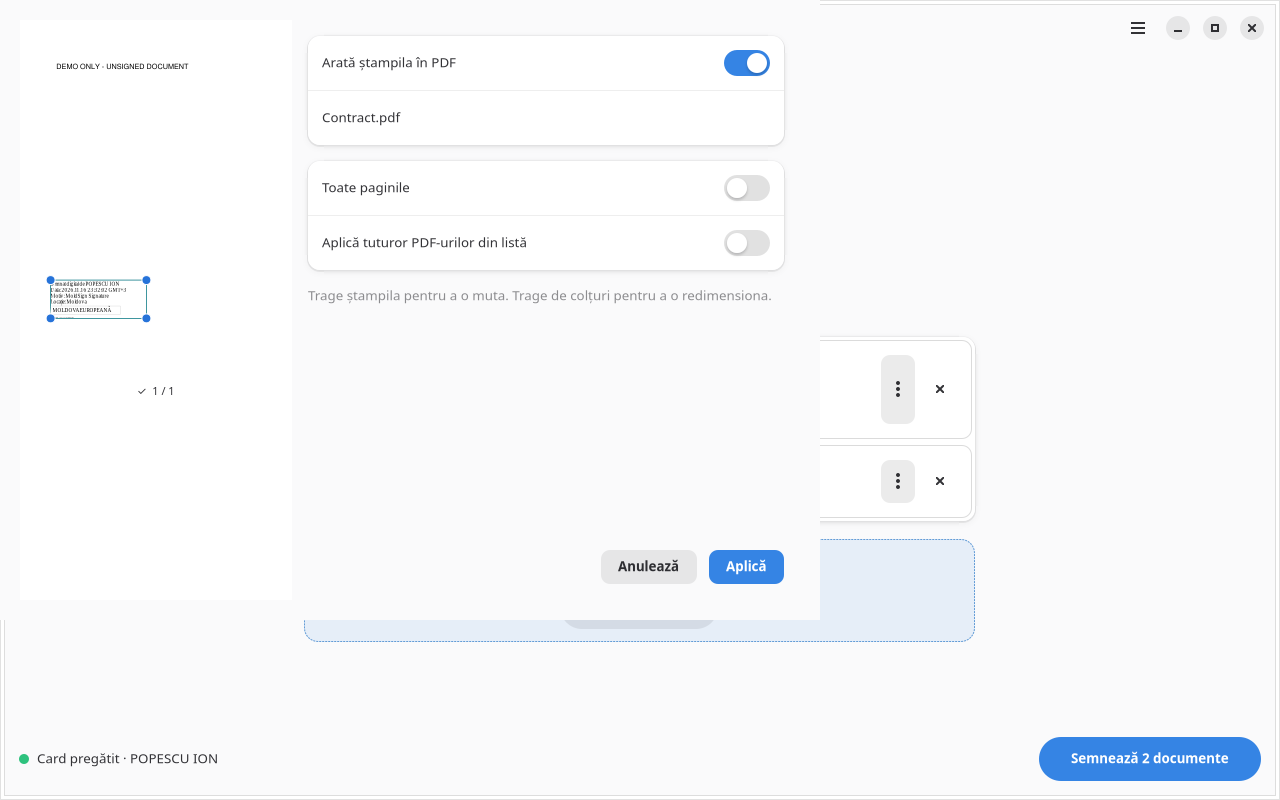 DEMO ONLY - UNSIGNED DOCUMENT
MOLDOVA EUROPEANĂ
✓ 1 / 1
Arată ștampila în PDF
Contract.pdf
Toate paginile
Aplică tuturor PDF-urilor din listă
Trage ștampila pentru a o muta. Trage de colțuri pentru a o redimensiona.
Anulează
Aplică
Card pregătit · POPESCU ION
Semnează 2 documente